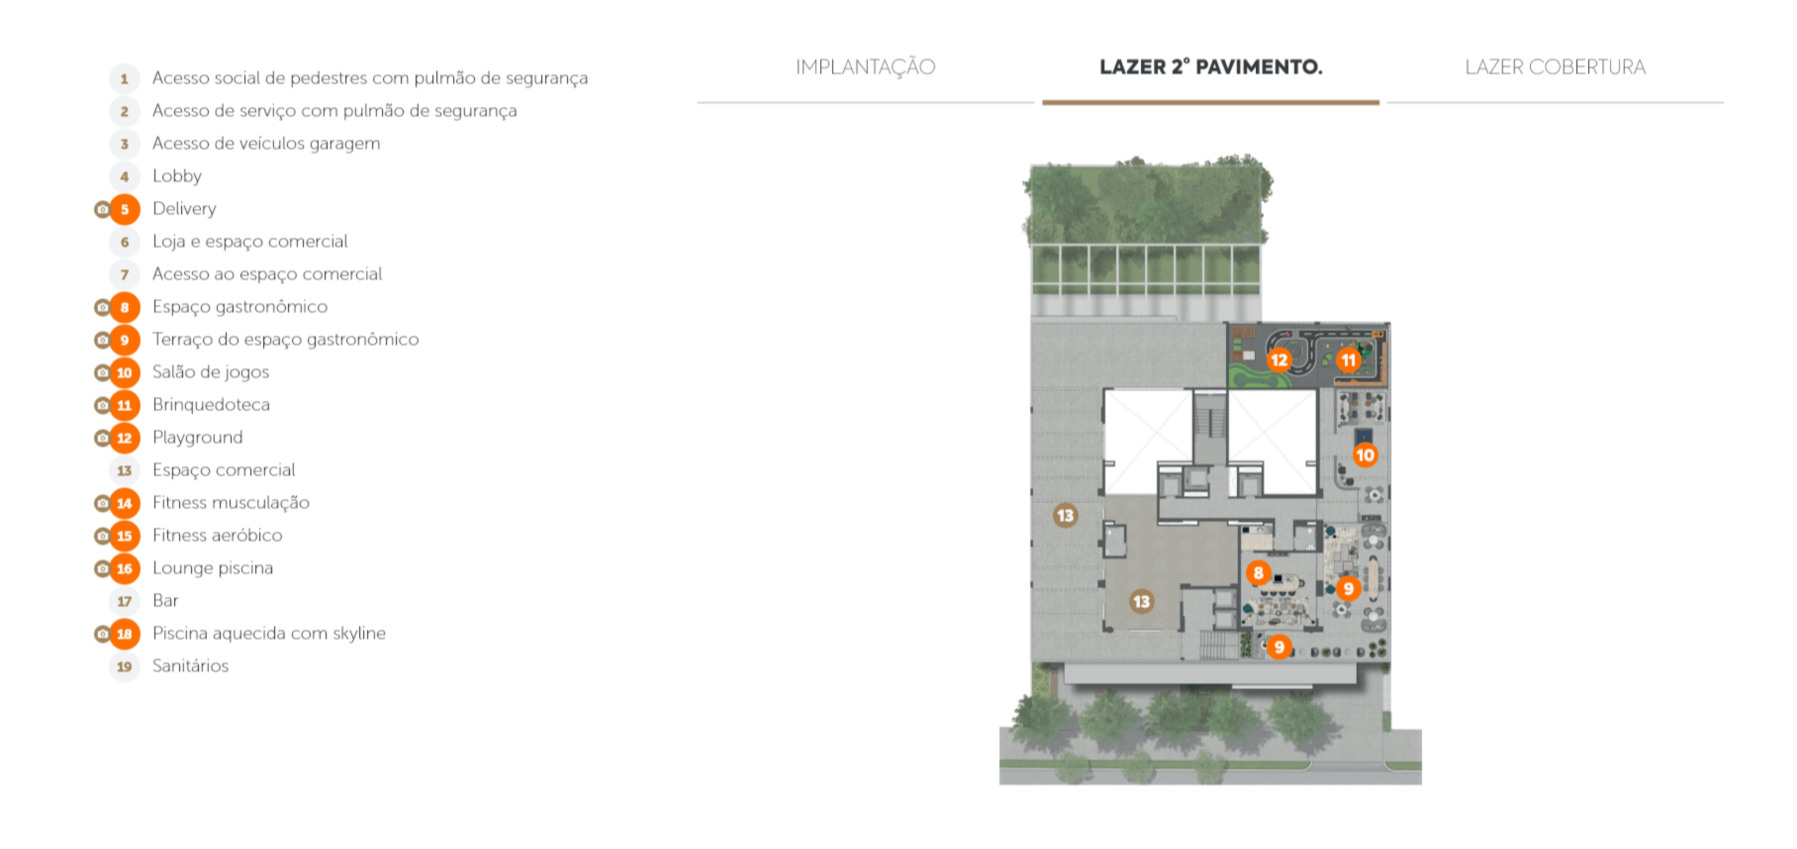 IMPLANTAÇÃO
LAZER 2° PAVIMENTO.
LAZER COBERTURA
1 Acesso social de pedestres com pulmão de segurança
2 Acesso de serviço com pulmão de segurança
3 Acesso de veículos garagem
4 Lobby
5 Delivery
6 Loja e espaço comercial
7 Acesso ao espaço comercial
8 Espaço gastronômico
9 Terraço do espaço gastronômico
10 Salão de jogos
11 Brinquedoteca
12 Playground
13 Espaço comercial
14 Fitness musculação
15 Fitness aeróbico
16 Lounge piscina
17 Bar
18 Piscina aquecida com skyline
19 Sanitários
12
11
10
13
8
9
13
9